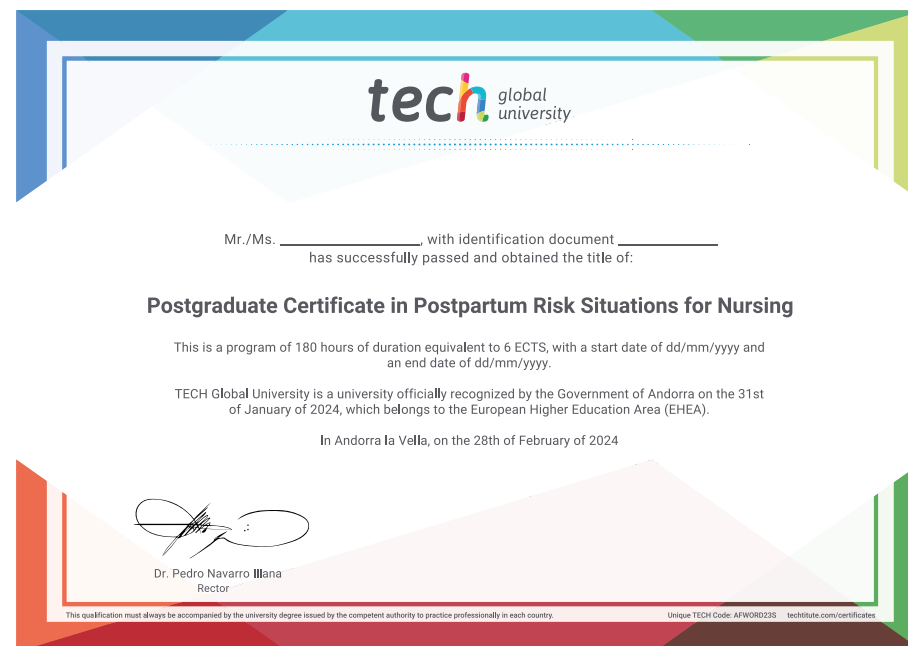 tech global
university
Mr./Ms. ____________, with identification document ____________
has successfully passed and obtained the title of:
Postgraduate Certificate in Postpartum Risk Situations for Nursing
This is a program of 180 hours of duration equivalent to 6 ECTS, with a start date of dd/mm/yyyy and
an end date of dd/mm/yyyy.
TECH Global University is a university officially recognized by the Government of Andorra on the 31st
of January of 2024, which belongs to the European Higher Education Area (EHEA).
In Andorra la Vella, on the 28th of February of 2024
Dr. Pedro Navarro Illana
Rector
This qualification must always be accompanied by the university degree issued by the competent authority to practice professionally in each country.
Unique TECH Code: AFWORD23S techtitute.com/certificates